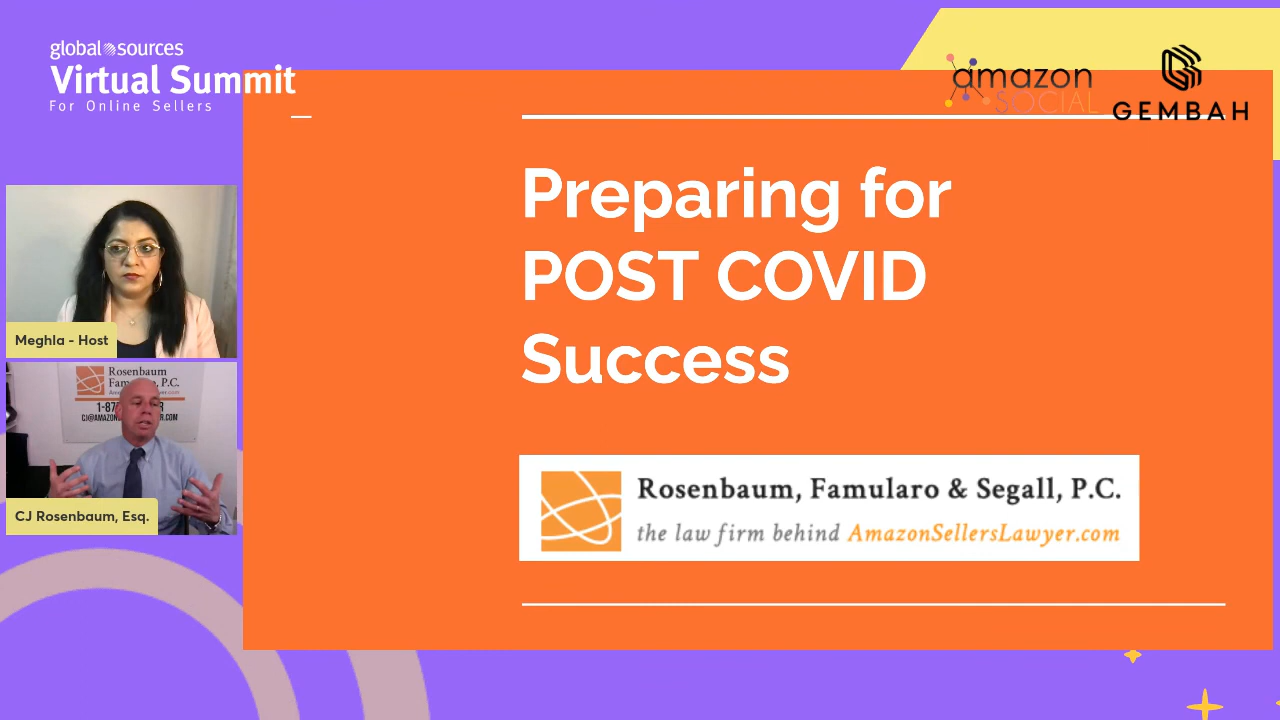 global sources
Virtual Summit
For Online Sellers
amazon
SOCIAL
GEMBAH
Preparing for
POST COVID
Success
Meghla - Host
Rosenbaum
P.C.
CJ Rosenbaum, Esq.
Rosenbaum, Famularo & Segall, P.C.
the law firm behind AmazonSellersLawyer.com